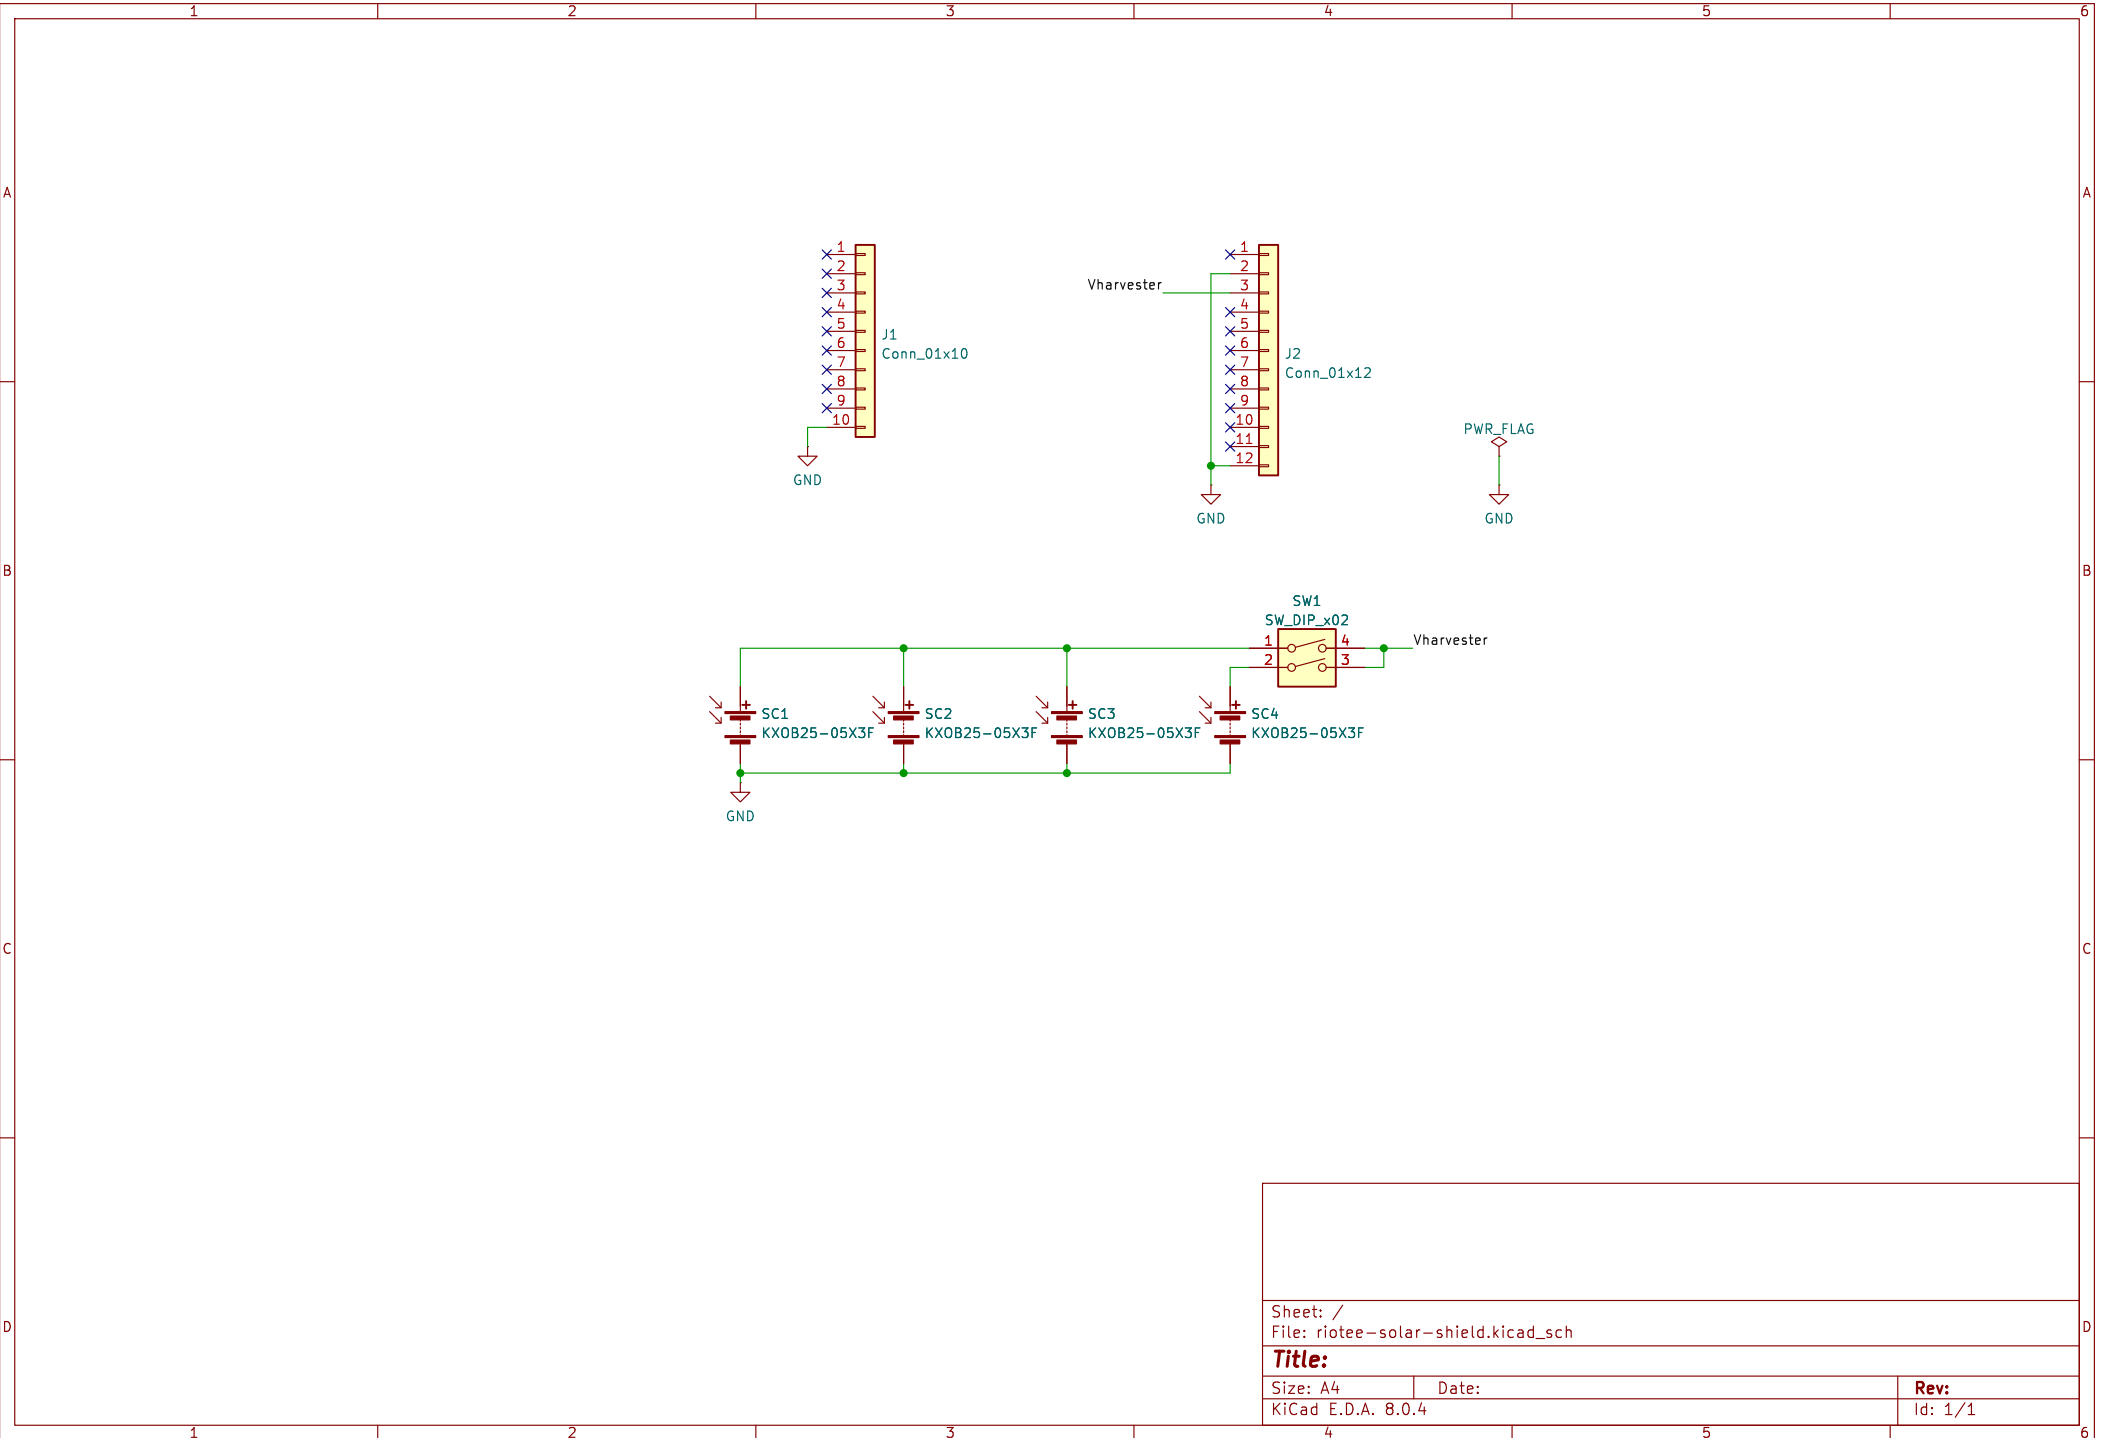 1 2 3 4 5 6
A A
B B
C C
D D
1
2
3
4
5
6
7
8
9
10
J1
Conn_01x10
GND
Vharvester
1
2
3
4
5
6
7
8
9
10
11
12
J2
Conn_01x12
GND
PWR_FLAG
GND
SW1
SW_DIP_x02
1 4
2 3
Vharvester
+
SC1
KXOB25-05X3F
+
SC2
KXOB25-05X3F
+
SC3
KXOB25-05X3F
+
SC4
KXOB25-05X3F
GND
Sheet: /
File: riotee-solar-shield.kicad_sch
Title:
Size: A4 Date: Rev:
KiCad E.D.A. 8.0.4 Id: 1/1
1 2 3 4 5 6